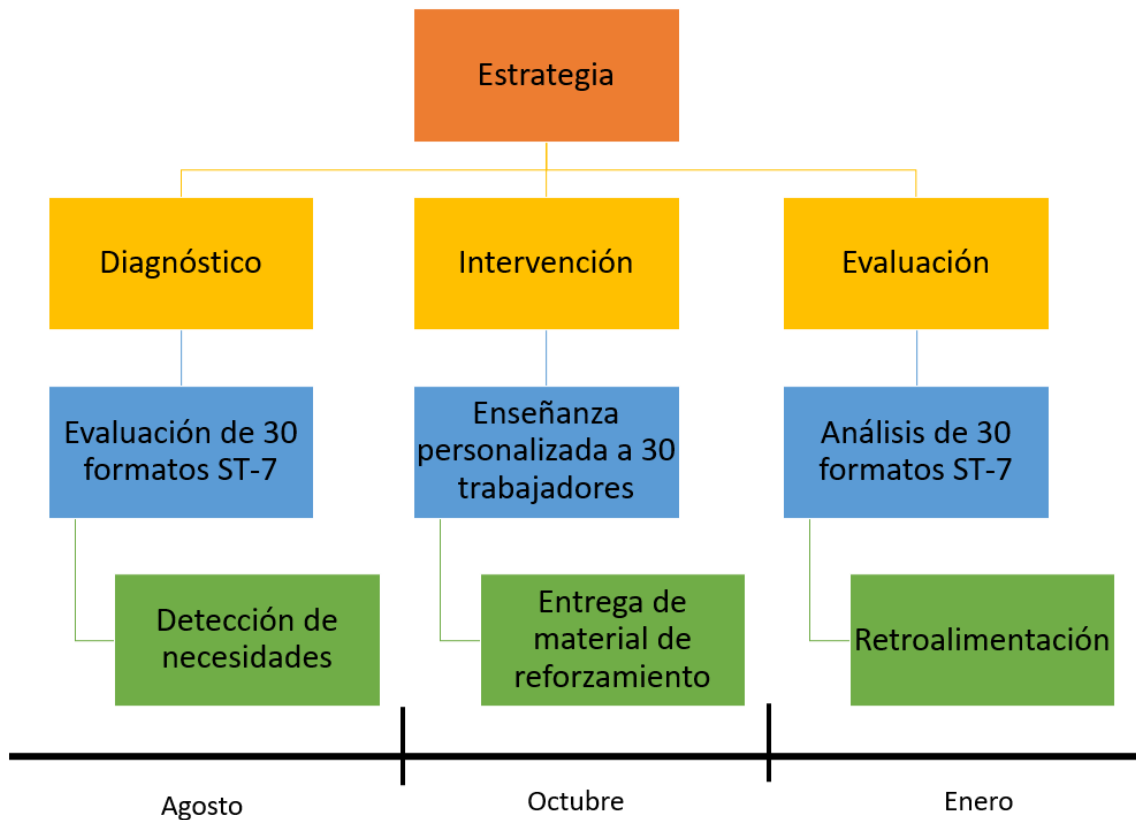 Estrategia
Diagnóstico
Intervención
Evaluación
Evaluación de 30
formatos ST-7
Enseñanza
personalizada a 30
trabajadores
Análisis de 30
formatos ST-7
Detección de
necesidades
Entrega de
material de
reforzamiento
Retroalimentación
Agosto
Octubre
Enero